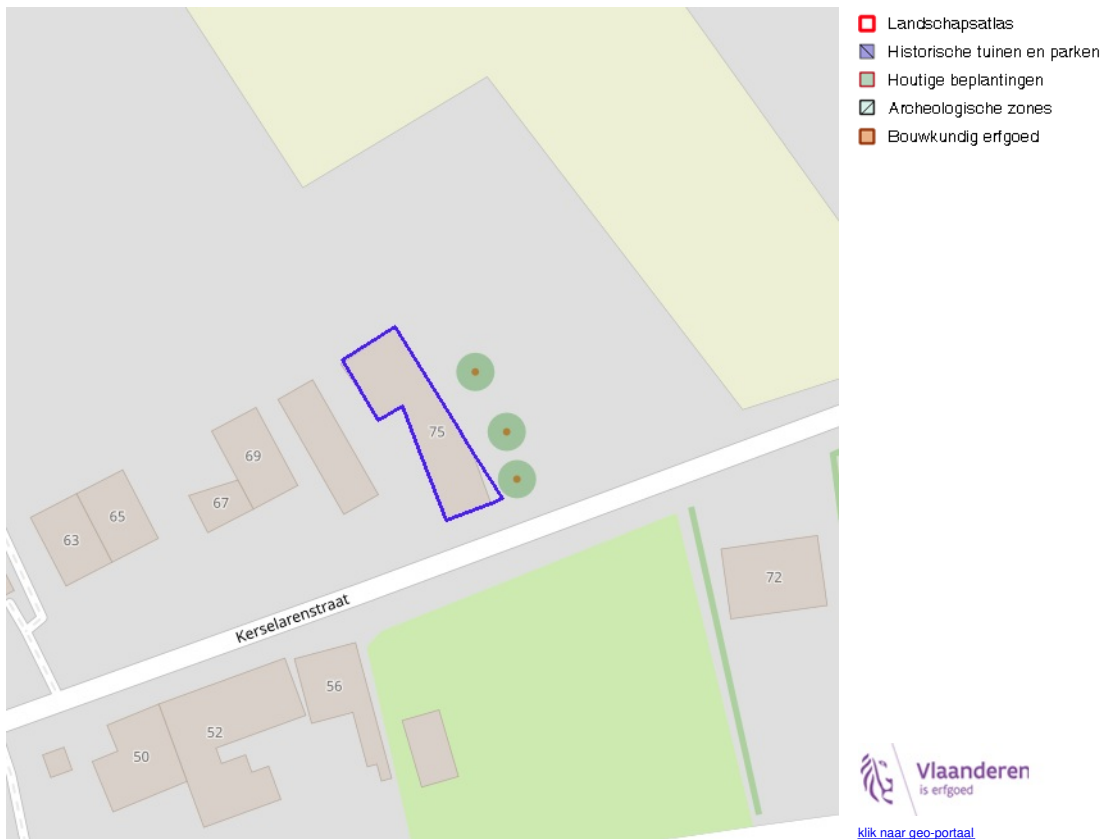 Landschapsatlas
Historische tuinen en parken
Houtige beplantingen
Archeologische zones
Bouwkundig erfgoed
75
69
67
65
63
72
Kerselarenstraat
56
52
50
Vlaanderen
is erfgoed
klik naar geo-portaal